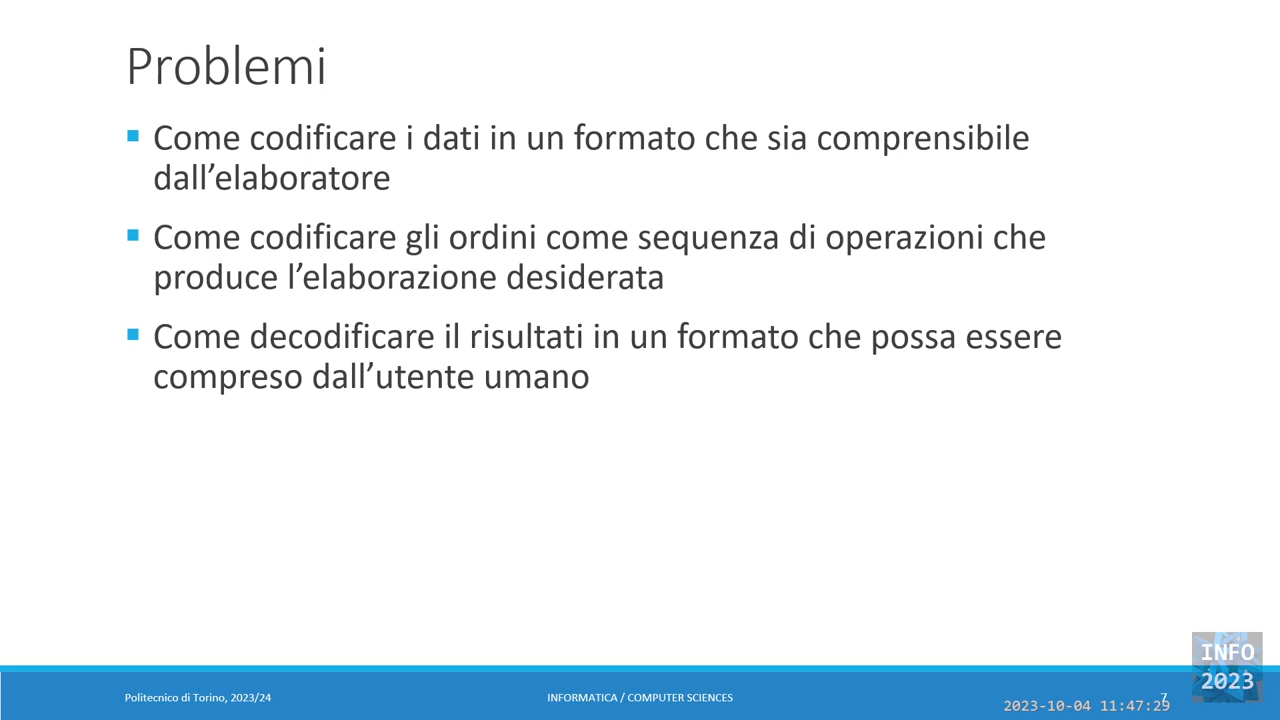 Problemi
Come codificare i dati in un formato che sia comprensibile
dall’elaboratore
Come codificare gli ordini come sequenza di operazioni che
produce l’elaborazione desiderata
Come decodificare il risultati in un formato che possa essere
compreso dall’utente umano
INFO
2023
Politecnico di Torino, 2023/24
INFORMATICA / COMPUTER SCIENCES
7
2023-10-04 11:47:29